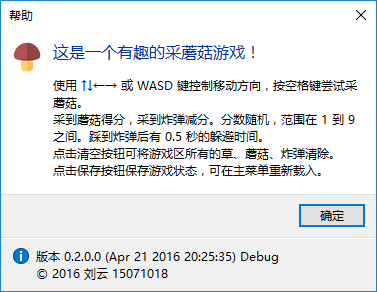 帮助
这是一个有趣的采蘑菇游戏！
使用 ↑↓←→ 或 WASD 键控制移动方向，按空格键尝试采
蘑菇。
采到蘑菇得分，采到炸弹减分。分数随机，范围在 1 到 9
之间。踩到炸弹后有 0.5 秒的躲避时间。
点击清空按钮可将游戏区所有的草、蘑菇、炸弹清除。
点击保存按钮保存游戏状态，可在主菜单重新载入。
确定
版本 0.2.0.0 (Apr 21 2016 20:25:35) Debug
© 2016 刘云 15071018